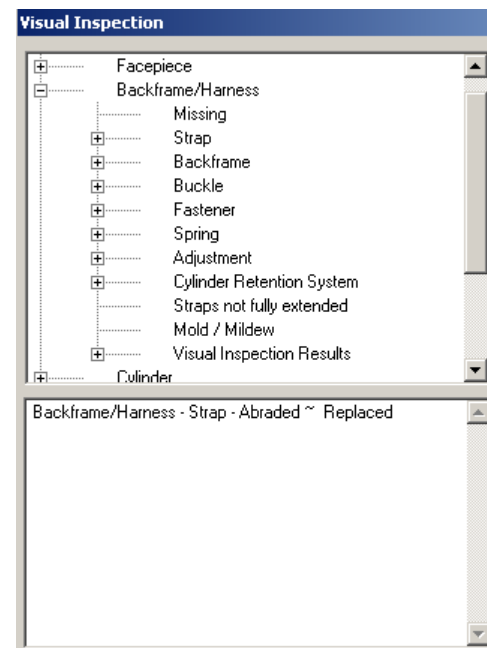 Visual Inspection
Facepiece
Backframe/Harness
Missing
Strap
Backframe
Buckle
Fastener
Spring
Adjustment
Cylinder Retention System
Straps not fully extended
Mold / Mildew
Visual Inspection Results
Cylinder
Backframe/Harness - Strap - Abraded ~  Replaced